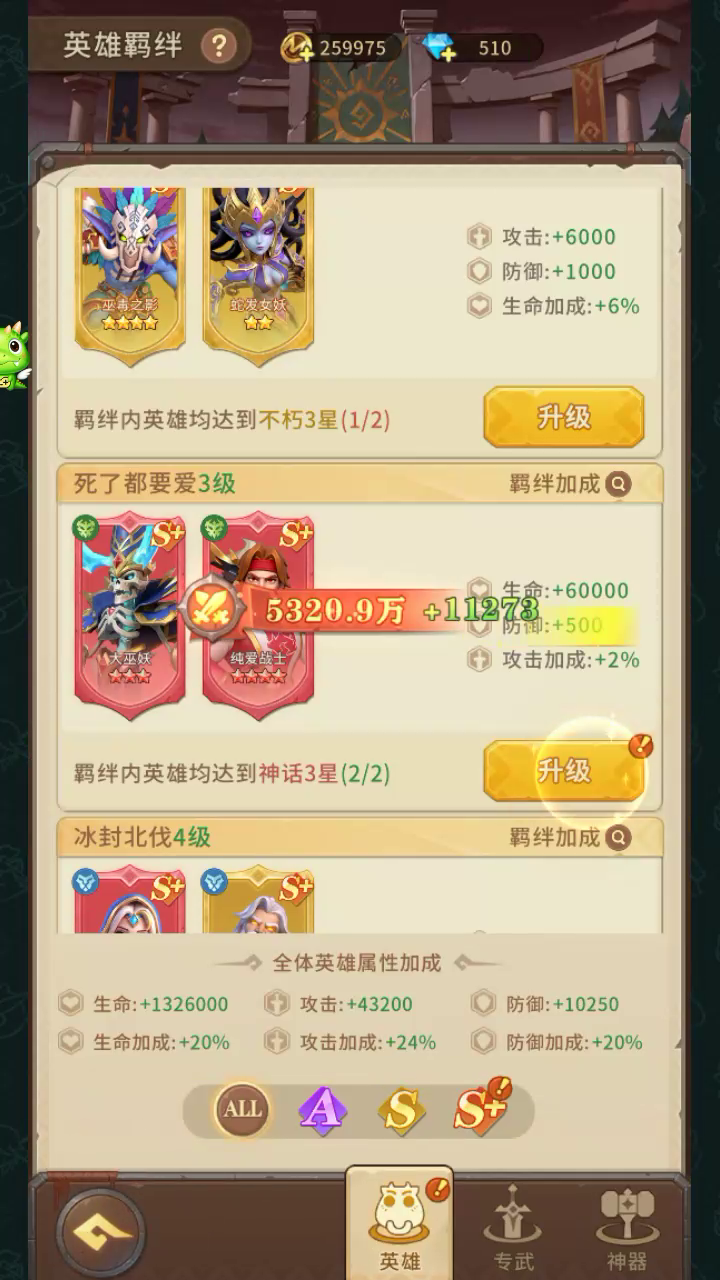 英雄羁绊 ? 259975 510
巫毒之影 蛇发女妖
攻击:+6000
防御:+1000
生命加成:+6%
羁绊内英雄均达到不朽3星(1/2) 升级
死了都要爱3级 羁绊加成
S+ S+
大巫妖 纯爱战士
5320.9万 +11273
生命:+60000
防御:+500
攻击加成:+2%
羁绊内英雄均达到神话3星(2/2) 升级
冰封北伐4级 羁绊加成
S+ S+
全体英雄属性加成
生命:+1326000 攻击:+43200 防御:+10250
生命加成:+20% 攻击加成:+24% 防御加成:+20%
ALL A S S+
英雄 专武 神器